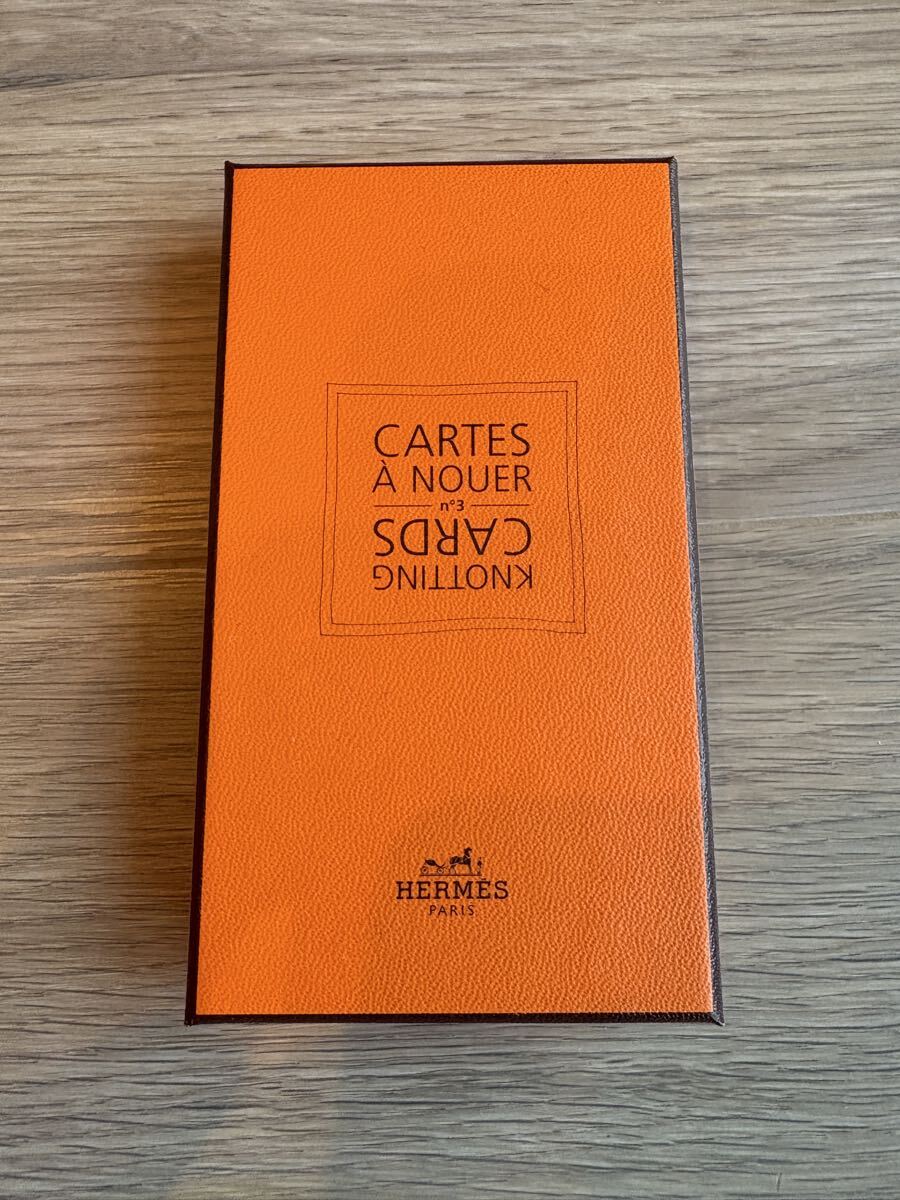 CARTES
À NOUER
n°3
KNOTTING
CARDS
HERMÈS
PARIS